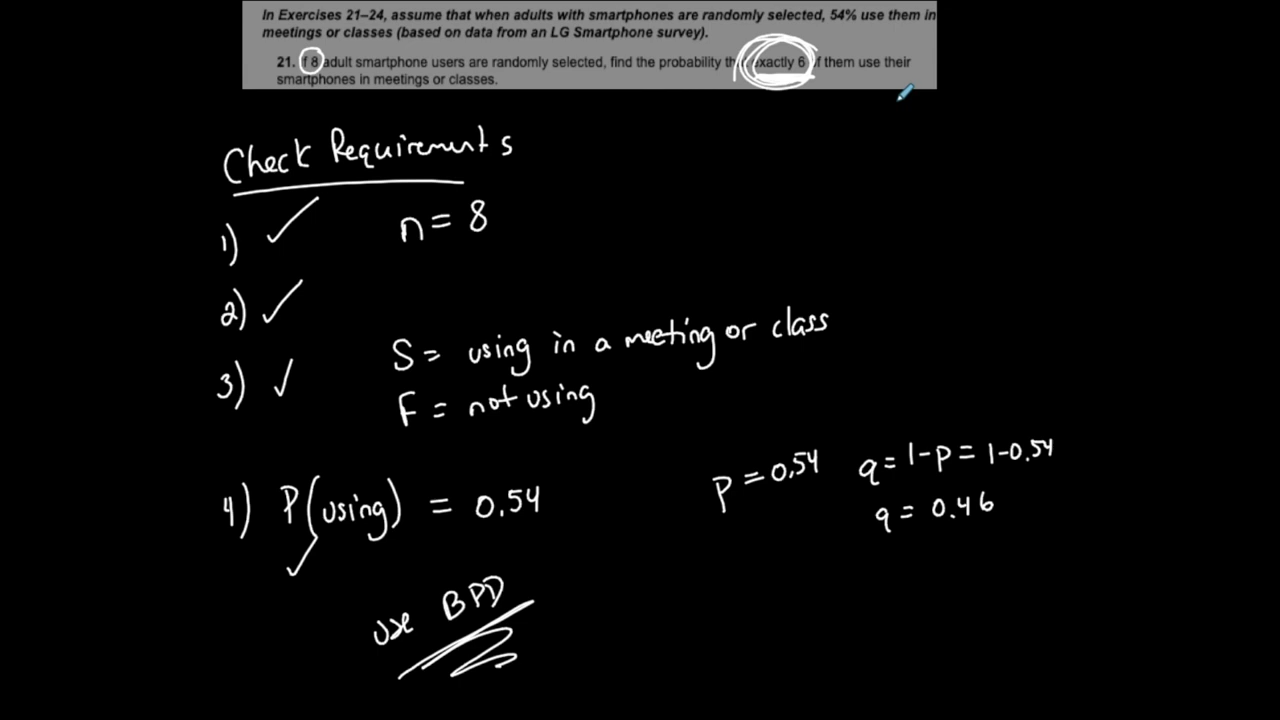 In Exercises 21–24, assume that when adults with smartphones are randomly selected, 54% use them in
meetings or classes (based on data from an LG Smartphone survey).
21. If 8 adult smartphone users are randomly selected, find the probability that exactly 6 of them use their
smartphones in meetings or classes.
Check Requirements
1) ✓ n = 8
2) ✓
3) ✓ S = using in a meeting or class
F = not using
4) P(using) = 0.54 ✓
p = 0.54 q = 1-p = 1-0.54
q = 0.46
use BPD